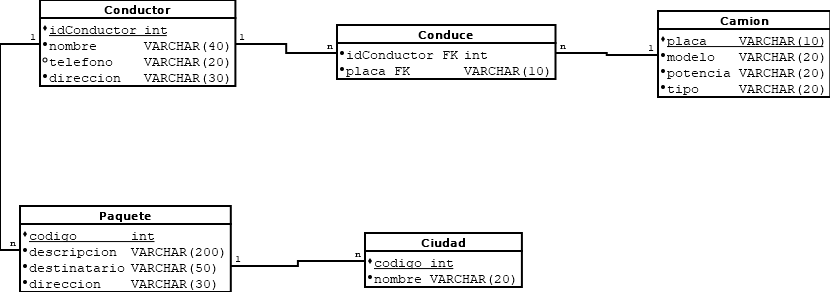 Conductor
idConductor int
nombre VARCHAR(40)
telefono VARCHAR(20)
direccion VARCHAR(30)
1
1
n
Conduce
idConductor FK int
placa FK VARCHAR(10)
n
1
Camion
placa VARCHAR(10)
modelo VARCHAR(20)
potencia VARCHAR(20)
tipo VARCHAR(20)
n
Paquete
codigo int
descripcion VARCHAR(200)
destinatario VARCHAR(50)
direccion VARCHAR(30)
1
n
Ciudad
codigo int
nombre VARCHAR(20)